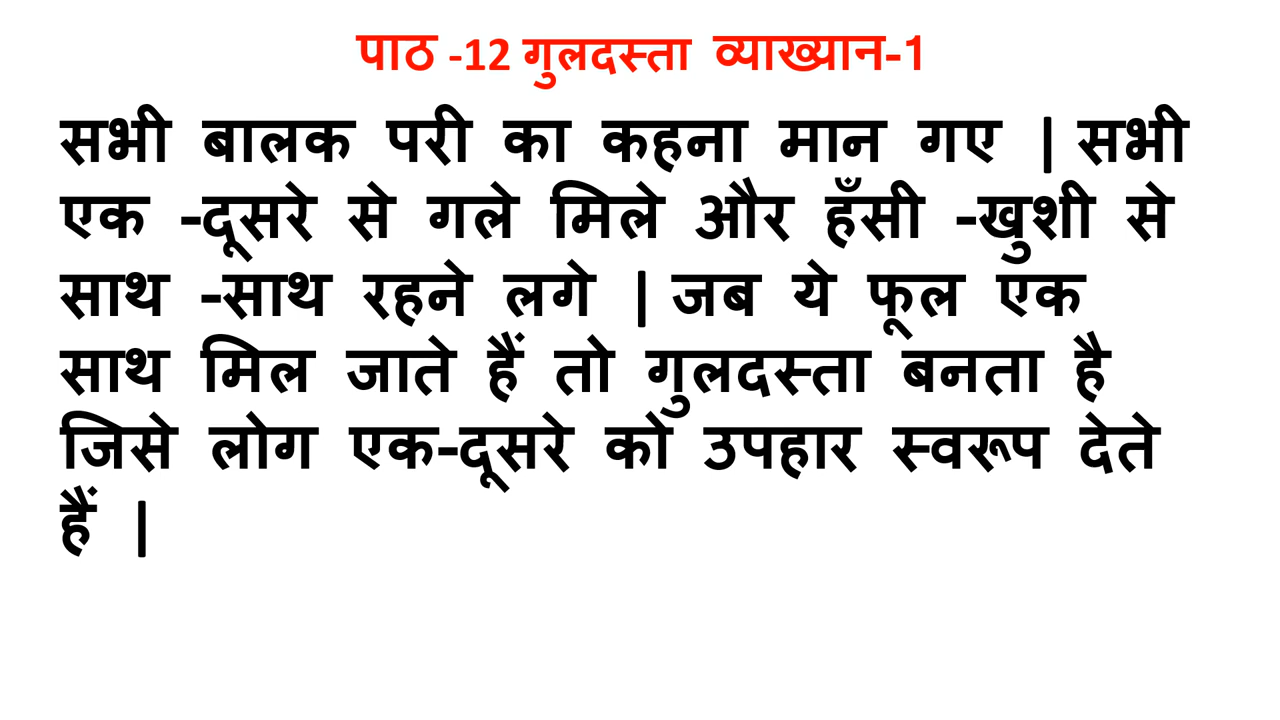 पाठ -12 गुलदस्ता व्याख्यान-1
सभी बालक परी का कहना मान गए | सभी
एक -दूसरे से गले मिले और हँसी -खुशी से
साथ -साथ रहने लगे | जब ये फूल एक
साथ मिल जाते हैं तो गुलदस्ता बनता है
जिसे लोग एक-दूसरे को उपहार स्वरूप देते
हैं |